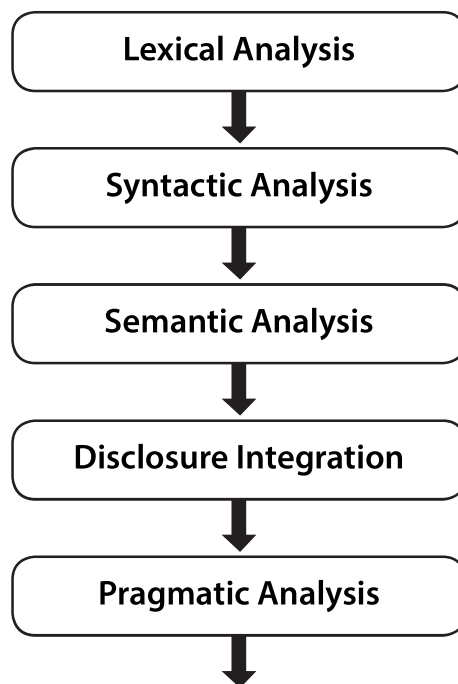 Lexical Analysis
Syntactic Analysis
Semantic Analysis
Disclosure Integration
Pragmatic Analysis